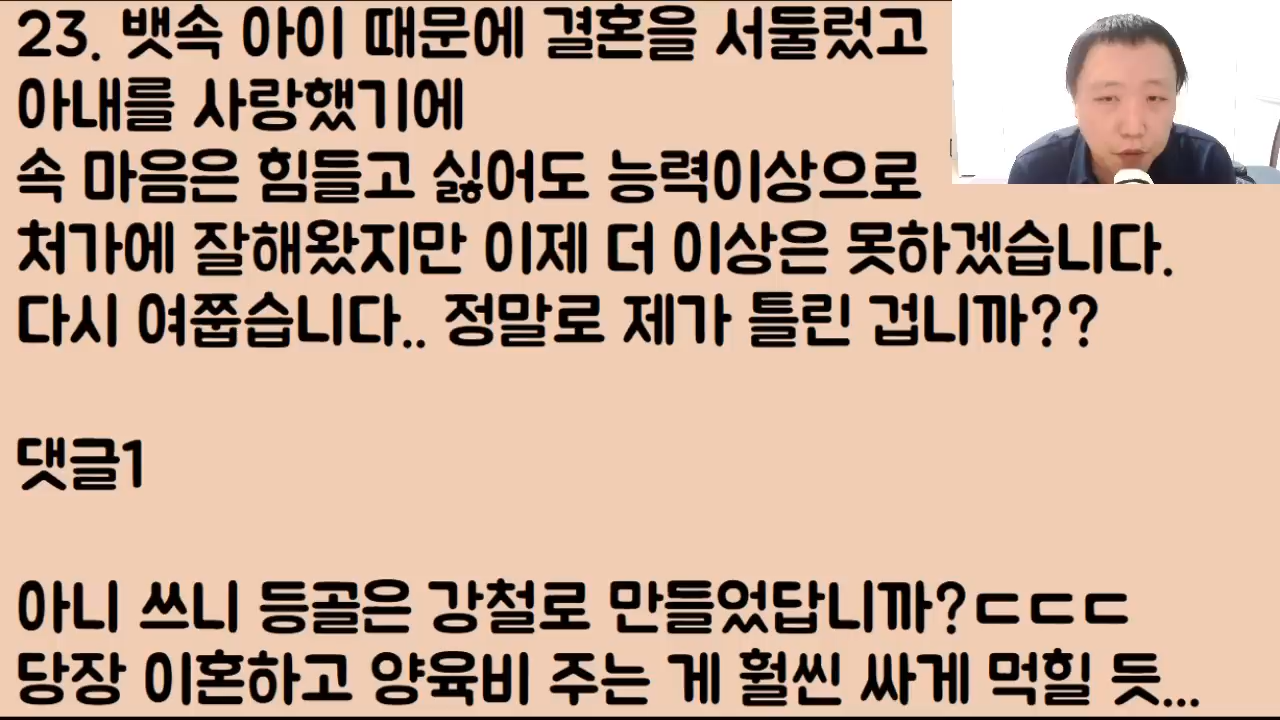 23. 뱃속 아이 때문에 결혼을 서둘렀고
아내를 사랑했기에
속 마음은 힘들고 싫어도 능력이상으로
처가에 잘해왔지만 이제 더 이상은 못하겠습니다.
다시 여쭙습니다.. 정말로 제가 틀린 겁니까??
댓글1
아니 쓰니 등골은 강철로 만들었답니까?ㄷㄷㄷ
당장 이혼하고 양육비 주는 게 훨씬 싸게 먹힐 듯...